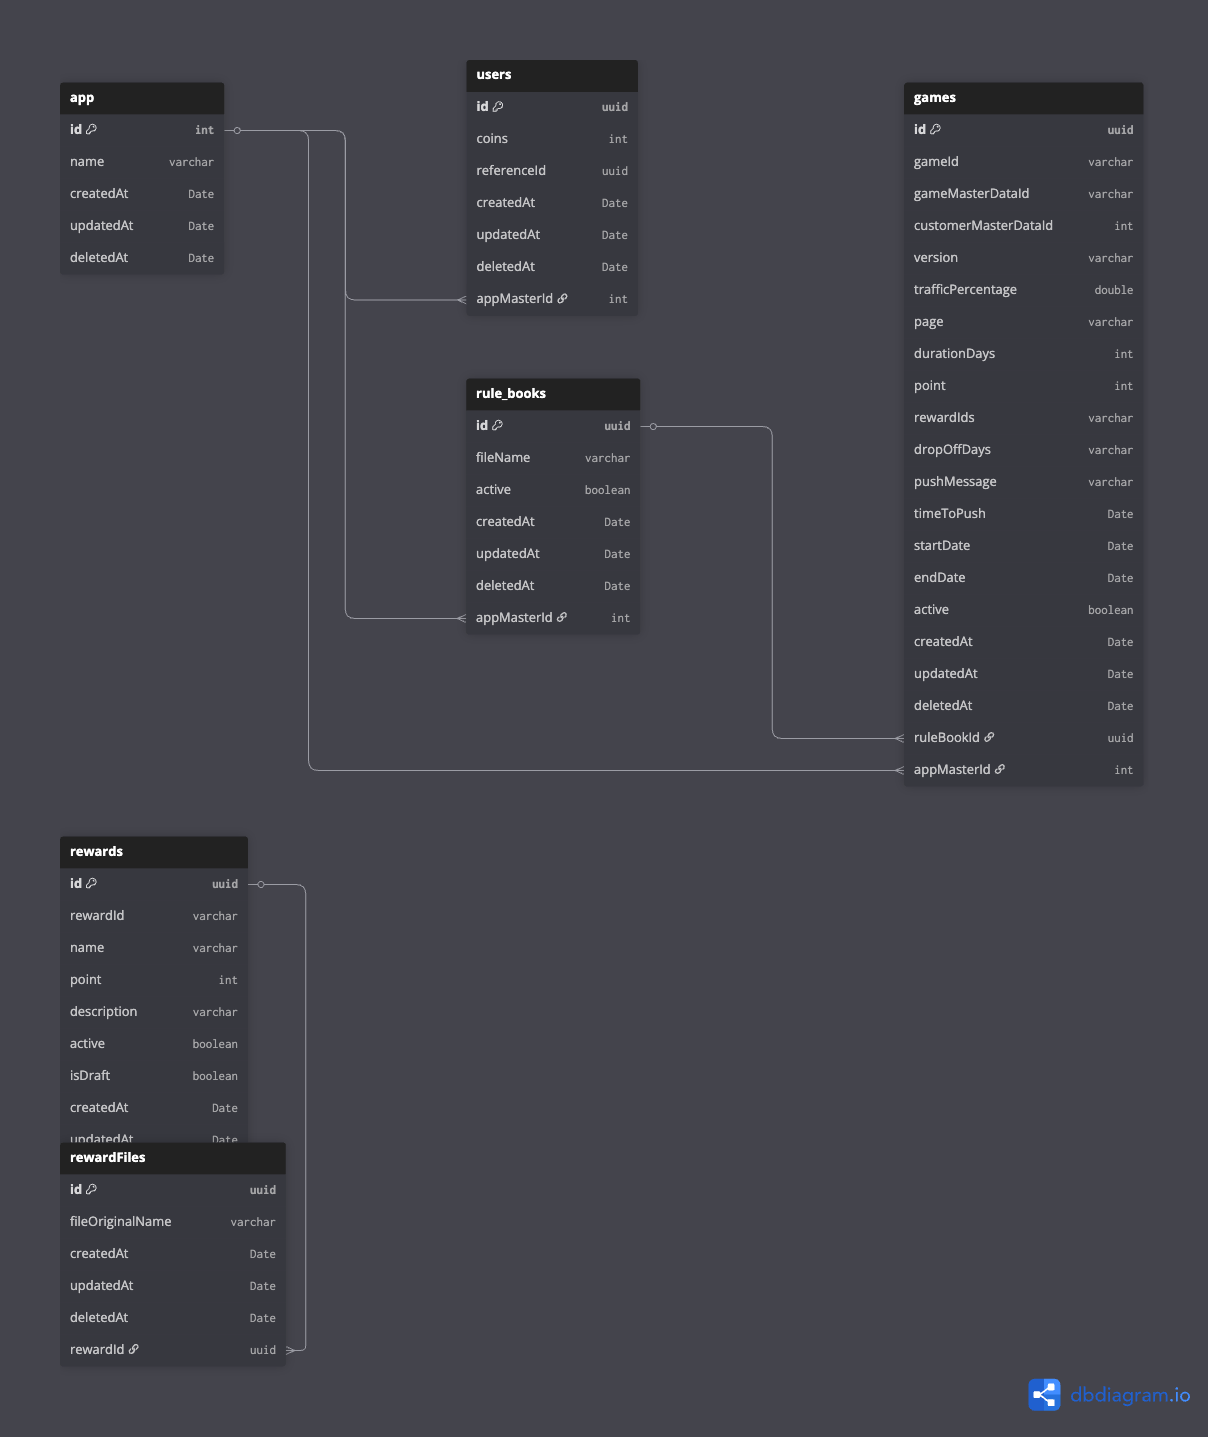 app
id int
name varchar
createdAt Date
updatedAt Date
deletedAt Date
users
id uuid
coins int
referenceId uuid
createdAt Date
updatedAt Date
deletedAt Date
appMasterId int
rule_books
id uuid
fileName varchar
active boolean
createdAt Date
updatedAt Date
deletedAt Date
appMasterId int
games
id uuid
gameId varchar
gameMasterDataId varchar
customerMasterDataId int
version varchar
trafficPercentage double
page varchar
durationDays int
point int
rewardIds varchar
dropOffDays varchar
pushMessage varchar
timeToPush Date
startDate Date
endDate Date
active boolean
createdAt Date
updatedAt Date
deletedAt Date
ruleBookId uuid
appMasterId int
rewards
id uuid
rewardId varchar
name varchar
point int
description varchar
active boolean
isDraft boolean
createdAt Date
updatedAt Date
rewardFiles
id uuid
fileOriginalName varchar
createdAt Date
updatedAt Date
deletedAt Date
rewardId uuid
dbdiagram.io